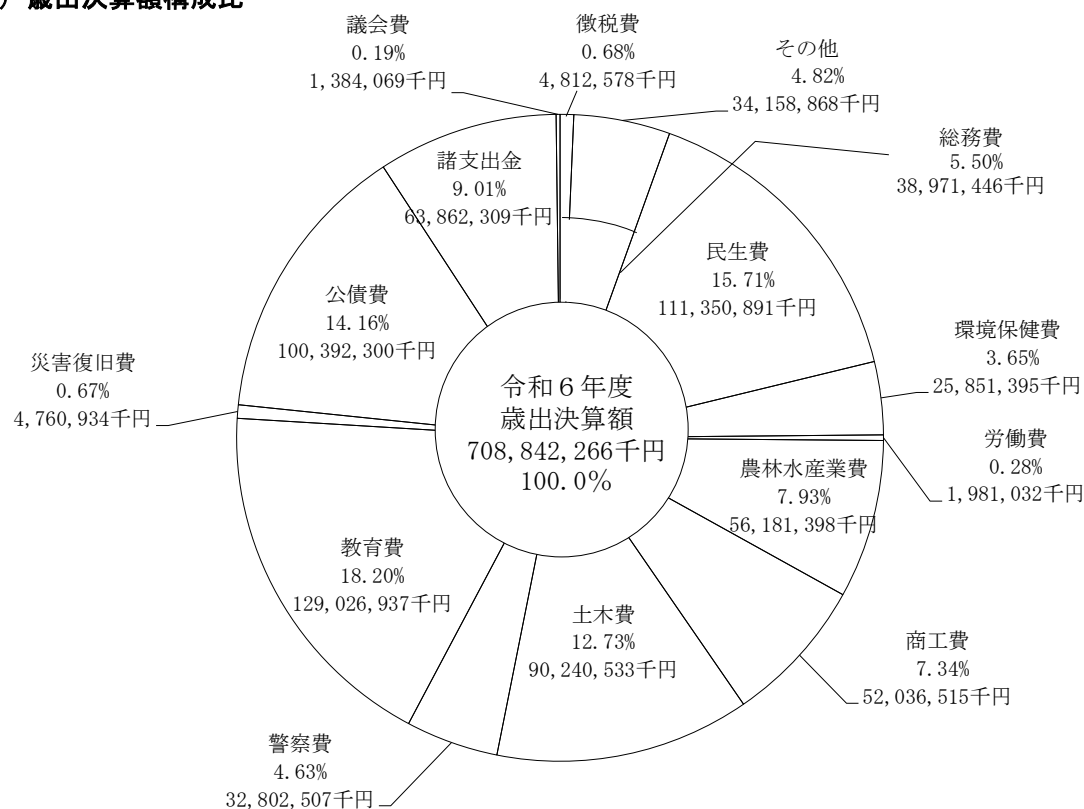 歳出決算額構成比
議会費
0.19%
1,384,069千円
徴税費
0.68%
4,812,578千円
その他
4.82%
34,158,868千円
総務費
5.50%
38,971,446千円
民生費
15.71%
111,350,891千円
環境保健費
3.65%
25,851,395千円
労働費
0.28%
1,981,032千円
農林水産業費
7.93%
56,181,398千円
商工費
7.34%
52,036,515千円
土木費
12.73%
90,240,533千円
警察費
4.63%
32,802,507千円
教育費
18.20%
129,026,937千円
災害復旧費
0.67%
4,760,934千円
公債費
14.16%
100,392,300千円
諸支出金
9.01%
63,862,309千円
令和６年度
歳出決算額
708,842,266千円
100.0%